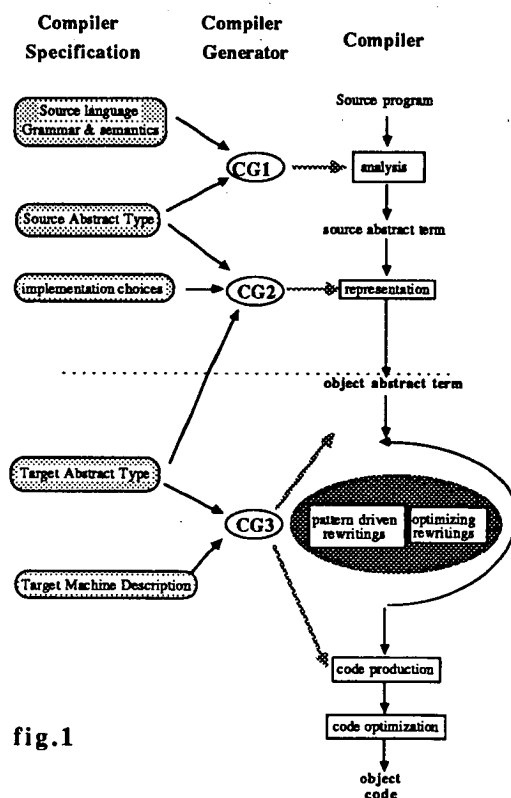 Compiler Specification
Compiler Generator
Compiler
Source language
Grammar & semantics
Source program
CG1
analysis
Source Abstract Type
source abstract term
implementation choices
CG2
representation
object abstract term
Target Abstract Type
CG3
pattern driven rewritings
optimizing rewritings
Target Machine Description
code production
code optimization
fig.1
object code